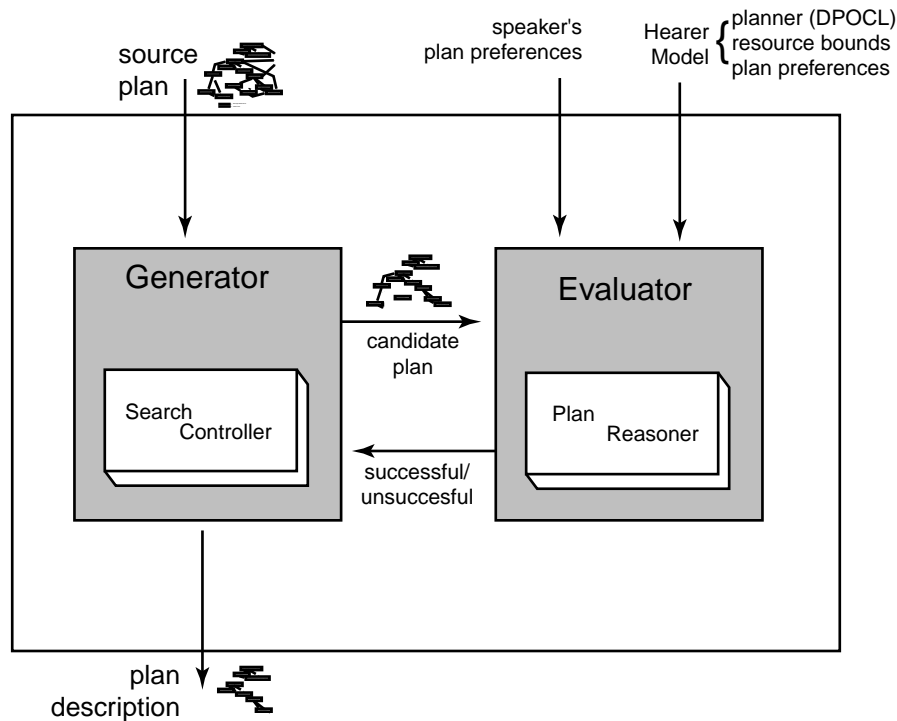 source
plan
speaker's
plan preferences
Hearer
Model
planner (DPOCL)
resource bounds
plan preferences
Generator
Search
Controller
candidate
plan
successful/
unsuccesful
Evaluator
Plan
Reasoner
plan
description